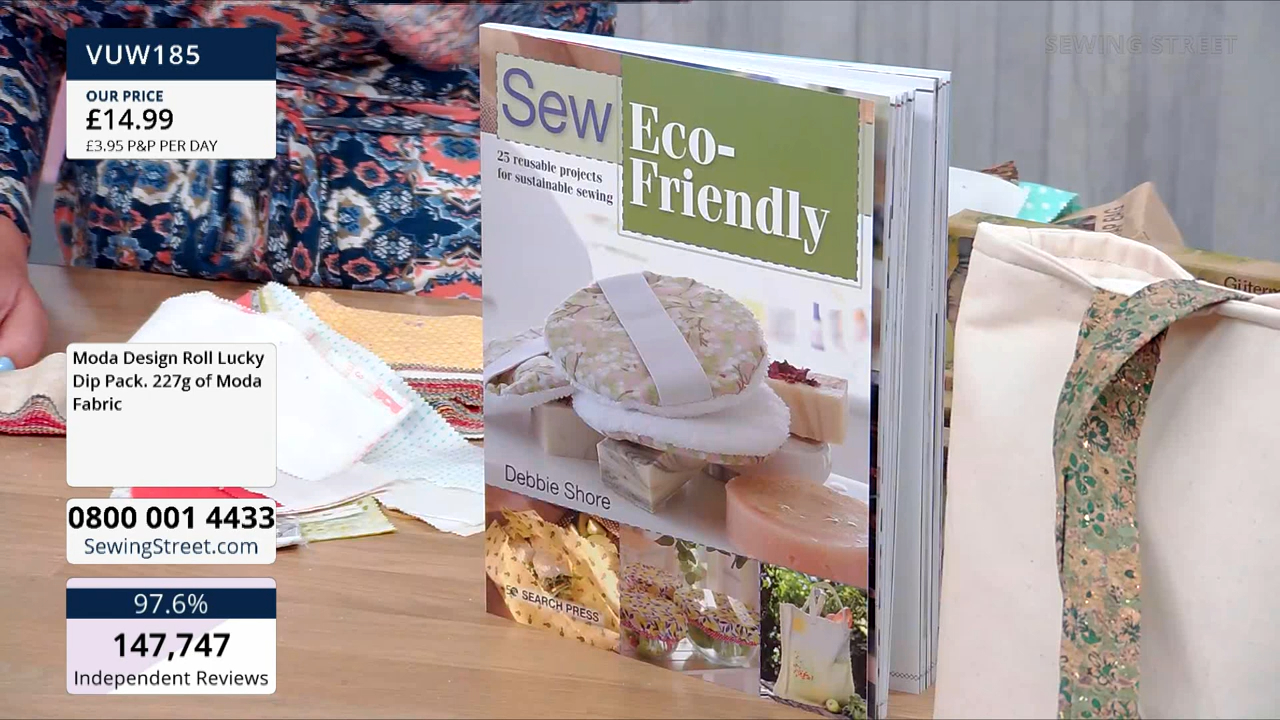 VUW185
OUR PRICE
£14.99
£3.95 P&P PER DAY
Moda Design Roll Lucky
Dip Pack. 227g of Moda
Fabric
0800 001 4433
SewingStreet.com
97.6%
147,747
Independent Reviews
SEWING STREET
Sew
Eco-
Friendly
25 reusable projects
for sustainable sewing
Debbie Shore
SEARCH PRESS